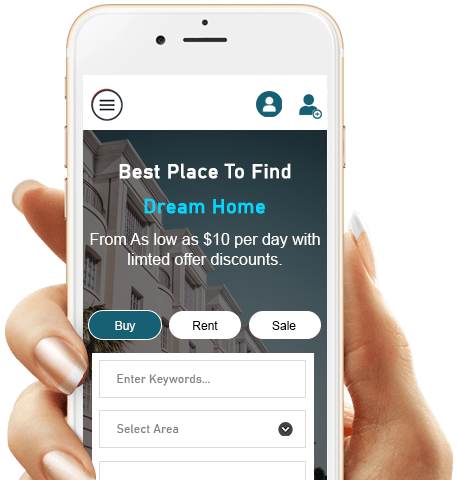 Best Place To Find
Dream Home
From As low as $10 per day with
limted offer discounts.
Buy
Rent
Sale
Enter Keywords...
Select Area